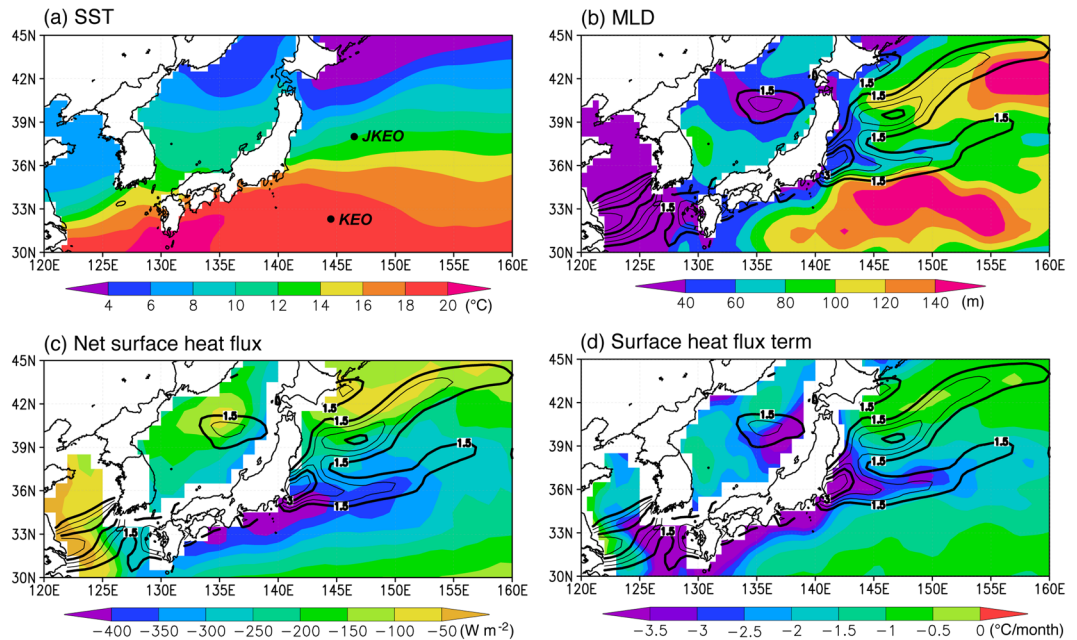 (a) SST
(b) MLD
45N
42N
39N
36N
33N
30N
JKEO
KEO
120E 125E 130E 135E 140E 145E 150E 155E 160E
4 6 8 10 12 14 16 18 20 (°C)
45N
42N
39N
36N
33N
30N
1.5
1.5
1.5
1.5
1.5
3
1.5
1.5
120E 125E 130E 135E 140E 145E 150E 155E 160E
40 60 80 100 120 140 (m)
(c) Net surface heat flux
(d) Surface heat flux term
45N
42N
39N
36N
33N
30N
1.5
1.5
1.5
1.5
1.5
3
1.5
1.5
120E 125E 130E 135E 140E 145E 150E 155E 160E
−400 −350 −300 −250 −200 −150 −100 −50 (W m⁻²)
45N
42N
39N
36N
33N
30N
1.5
1.5
1.5
1.5
1.5
3
1.5
1.5
120E 125E 130E 135E 140E 145E 150E 155E 160E
−3.5 −3 −2.5 −2 −1.5 −1 −0.5 0 (°C/month)